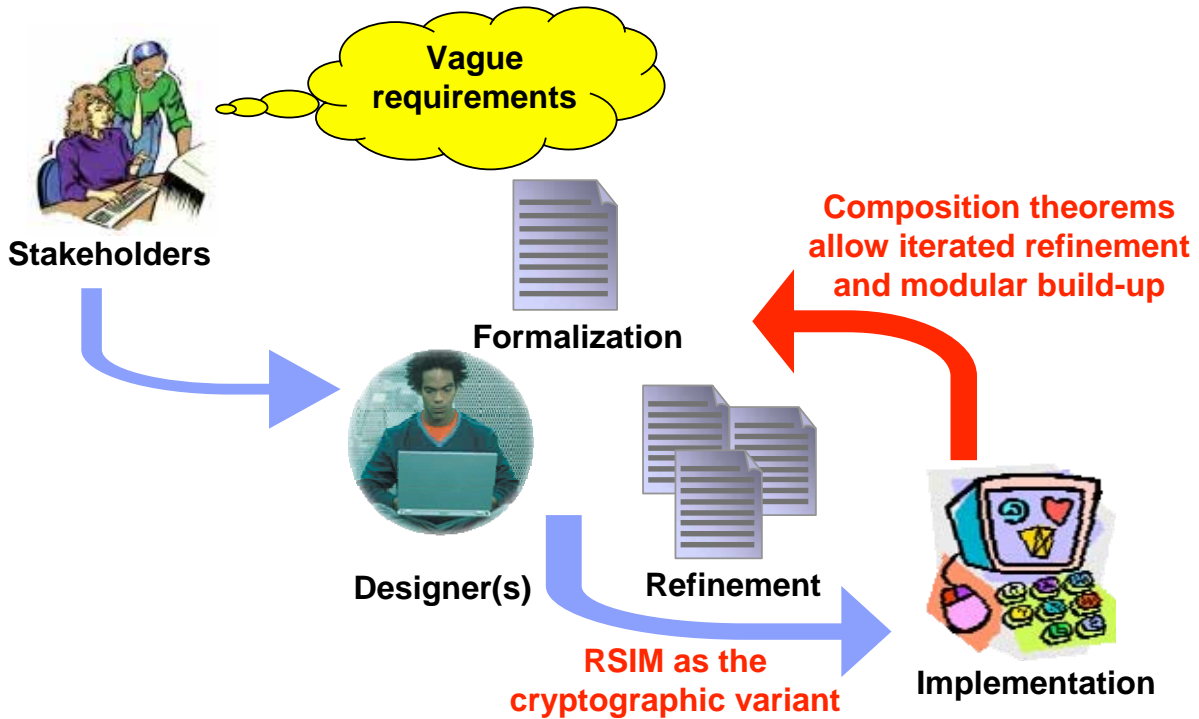 Vague
requirements
Stakeholders
Composition theorems
allow iterated refinement
and modular build-up
Formalization
Designer(s)
Refinement
RSIM as the
cryptographic variant
Implementation